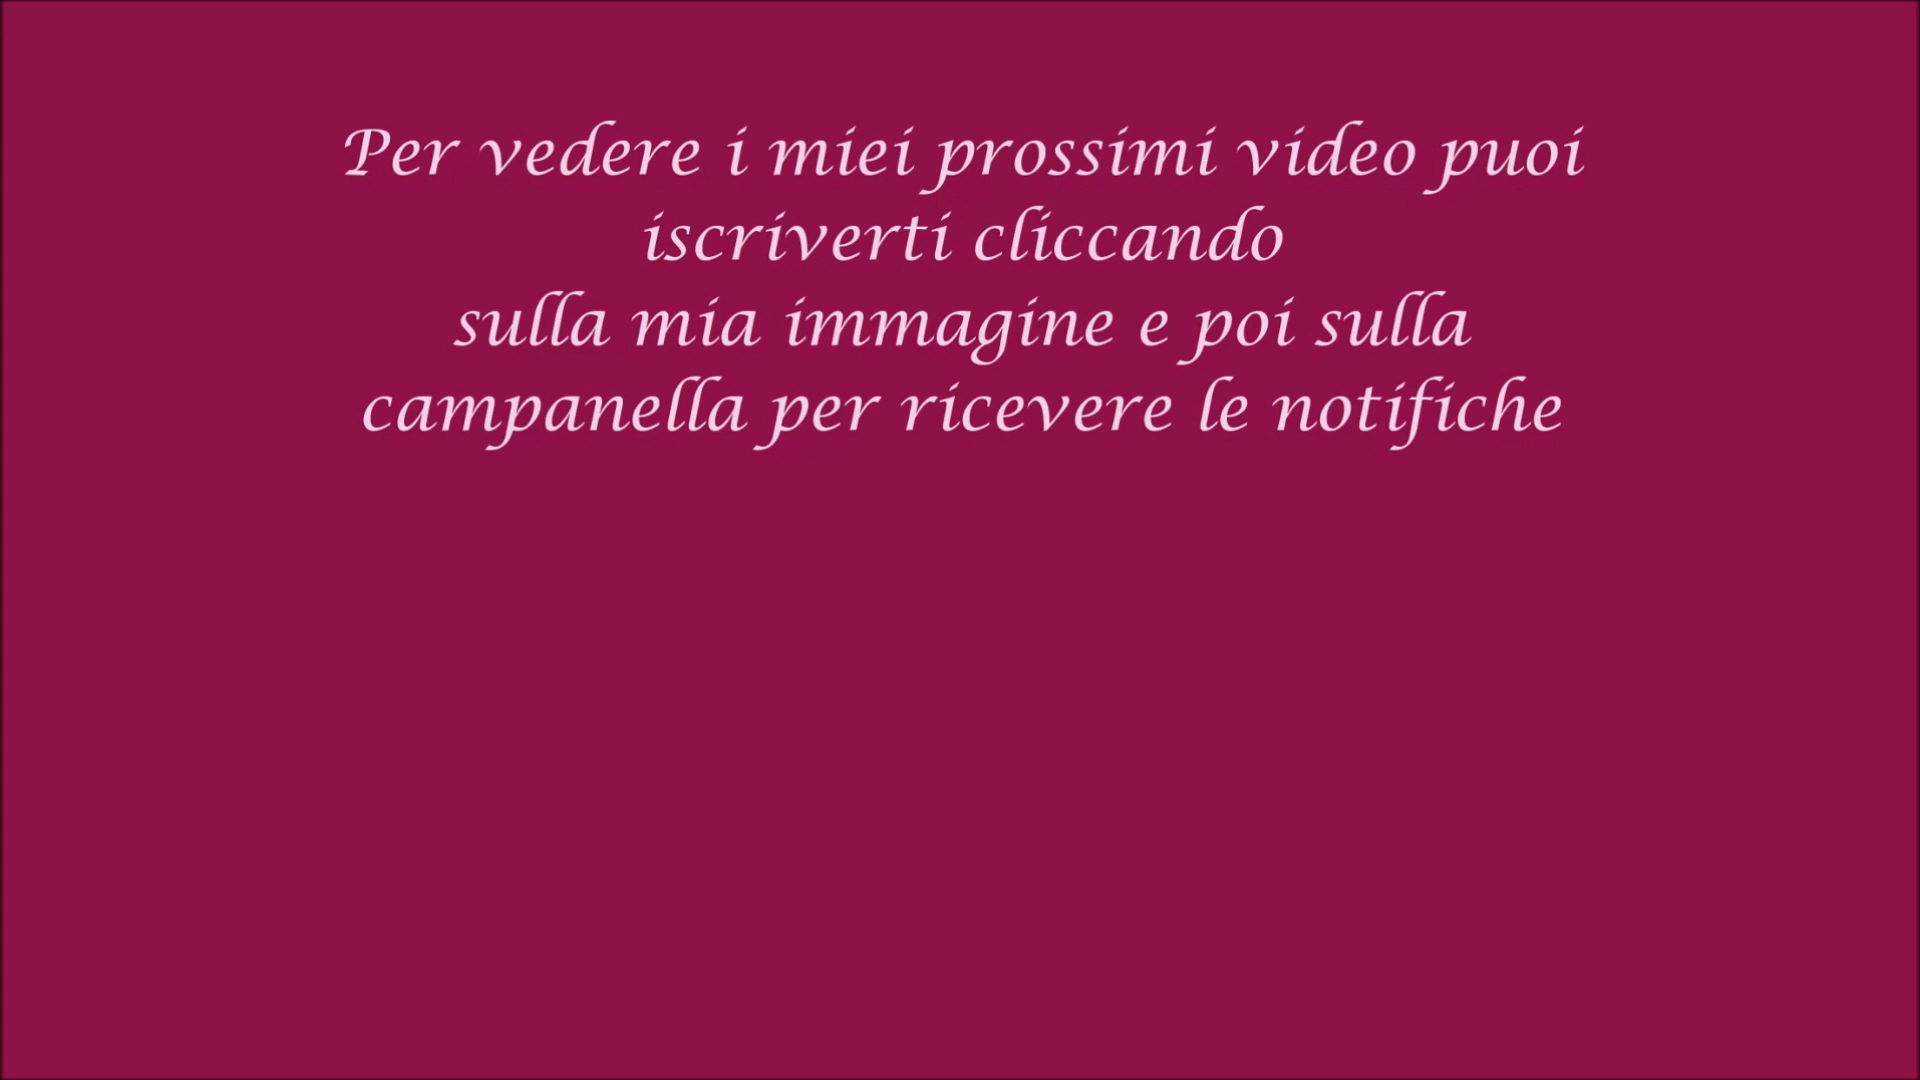 Per vedere i miei prossimi video puoi
iscriverti cliccando
sulla mia immagine e poi sulla
campanella per ricevere le notifiche